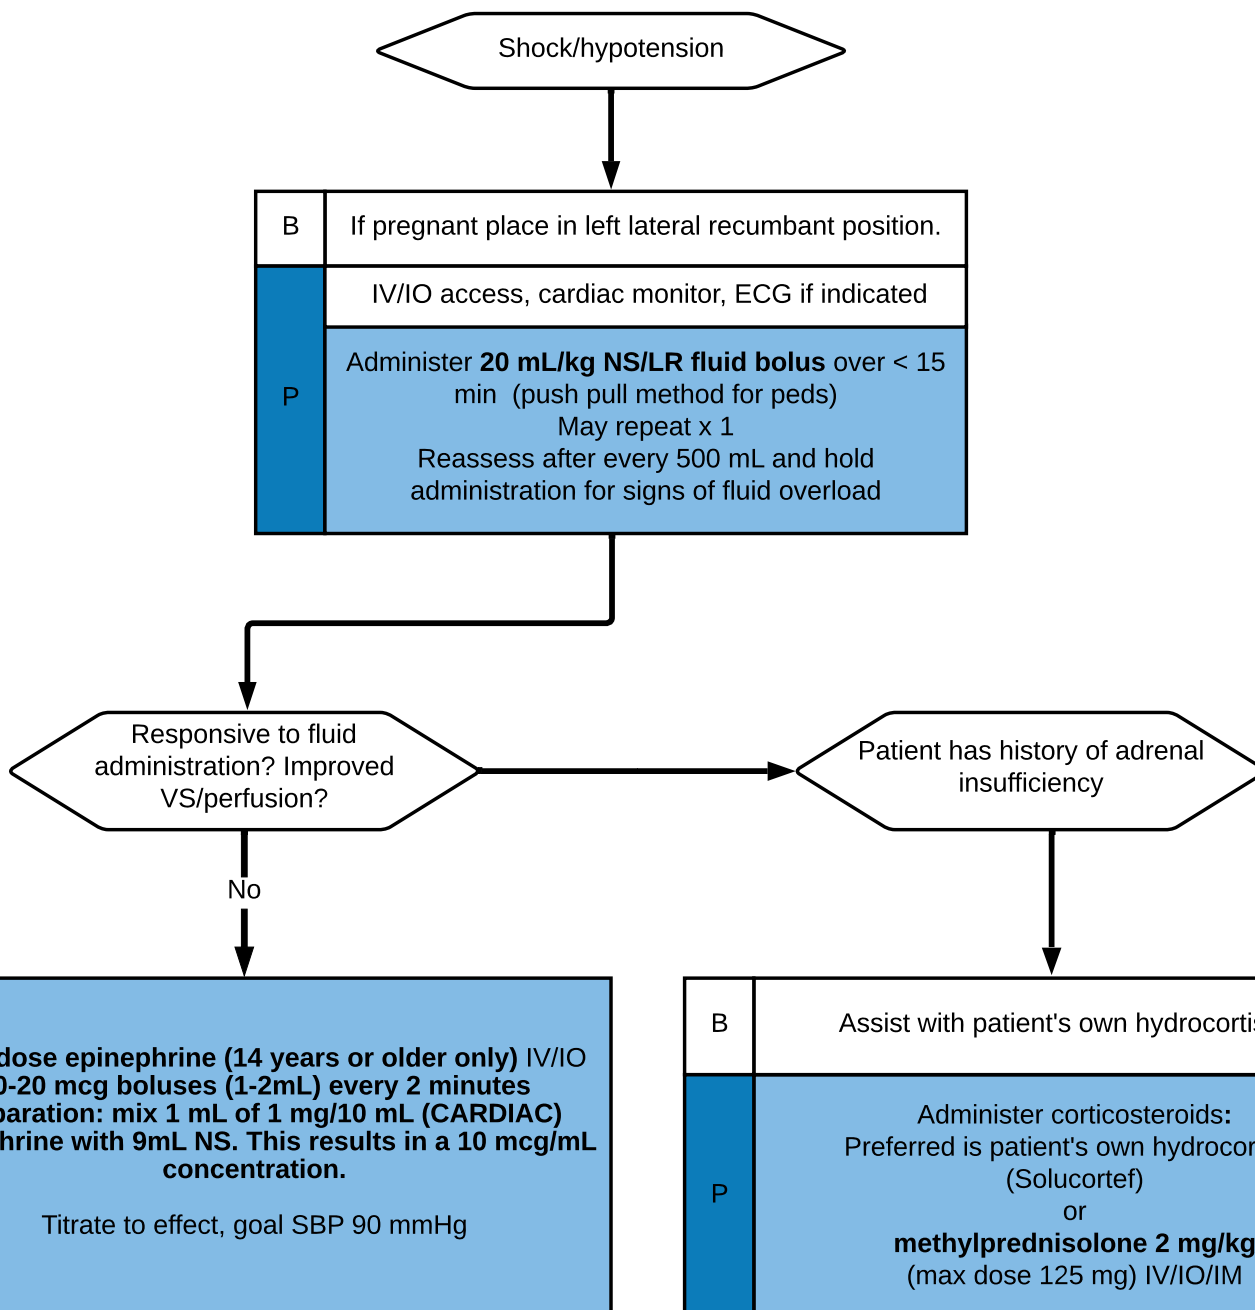 Shock/hypotension
B
If pregnant place in left lateral recumbant position.
IV/IO access, cardiac monitor, ECG if indicated
P
Administer 20 mL/kg NS/LR fluid bolus over < 15
min (push pull method for peds)
May repeat x 1
Reassess after every 500 mL and hold
administration for signs of fluid overload
Responsive to fluid
administration? Improved
VS/perfusion?
Patient has history of adrenal
insufficiency
No
dose epinephrine (14 years or older only) IV/IO
0-20 mcg boluses (1-2mL) every 2 minutes
mix 1 mL of 1 mg/10 mL (CARDIAC)
with 9mL NS. This results in a 10 mcg/mL
concentration.
Titrate to effect, goal SBP 90 mmHg
B
Assist with patient's own
P
Administer corticosteroids:
Preferred is patient's own
(Solucortef)
or
methylprednisolone 2 mg/kg
(max dose 125 mg) IV/IO/IM